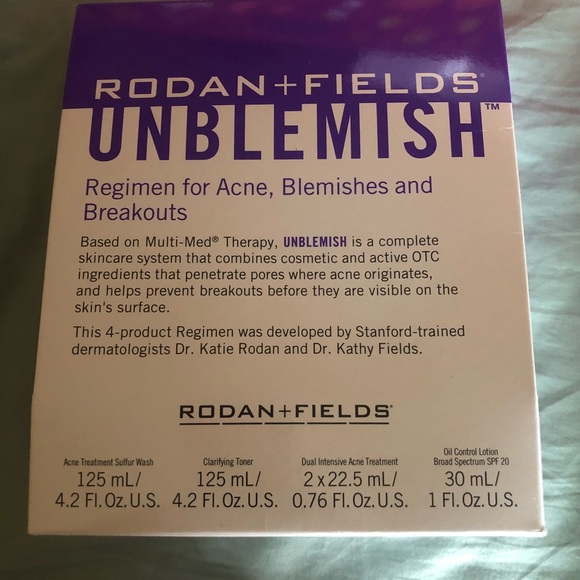 RODAN+FIELDS®
UNBLEMISH™
Regimen for Acne, Blemishes and
Breakouts
Based on Multi-Med® Therapy, UNBLEMISH is a complete
skincare system that combines cosmetic and active OTC
ingredients that penetrate pores where acne originates,
and helps prevent breakouts before they are visible on the
skin's surface.
This 4-product Regimen was developed by Stanford-trained
dermatologists Dr. Katie Rodan and Dr. Kathy Fields.
RODAN+FIELDS®
Acne Treatment Sulfur Wash
125 mL/
4.2 Fl. Oz. U.S.
Clarifying Toner
125 mL/
4.2 Fl. Oz. U.S.
Dual Intensive Acne Treatment
2 x 22.5 mL/
0.76 Fl. Oz. U.S.
Oil Control Lotion
Broad Spectrum SPF 20
30 mL/
1 Fl. Oz. U.S.